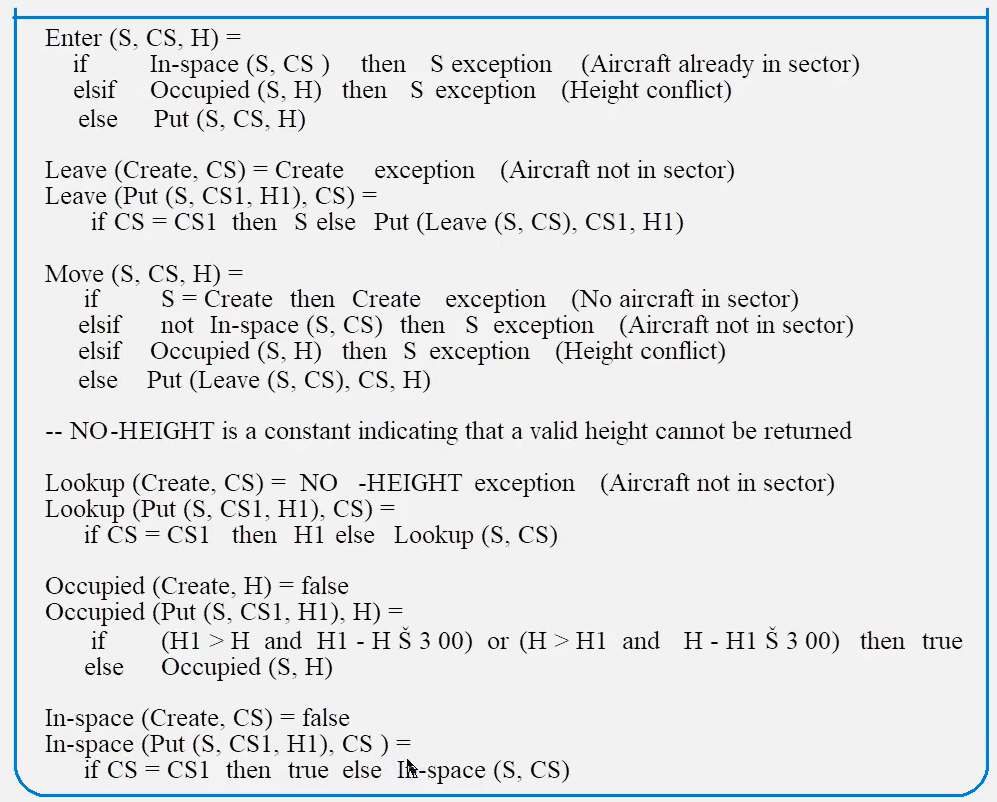 Enter (S, CS, H) =
if In-space (S, CS ) then S exception (Aircraft already in sector)
elsif Occupied (S, H) then S exception (Height conflict)
else Put (S, CS, H)
Leave (Create, CS) = Create exception (Aircraft not in sector)
Leave (Put (S, CS1, H1), CS) =
if CS = CS1 then S else Put (Leave (S, CS), CS1, H1)
Move (S, CS, H) =
if S = Create then Create exception (No aircraft in sector)
elsif not In-space (S, CS) then S exception (Aircraft not in sector)
elsif Occupied (S, H) then S exception (Height conflict)
else Put (Leave (S, CS), CS, H)
-- NO-HEIGHT is a constant indicating that a valid height cannot be returned
Lookup (Create, CS) = NO -HEIGHT exception (Aircraft not in sector)
Lookup (Put (S, CS1, H1), CS) =
if CS = CS1 then H1 else Lookup (S, CS)
Occupied (Create, H) = false
Occupied (Put (S, CS1, H1), H) =
if (H1 > H and H1 - H Š 3 00) or (H > H1 and H - H1 Š 3 00) then true
else Occupied (S, H)
In-space (Create, CS) = false
In-space (Put (S, CS1, H1), CS ) =
if CS = CS1 then true else In-space (S, CS)